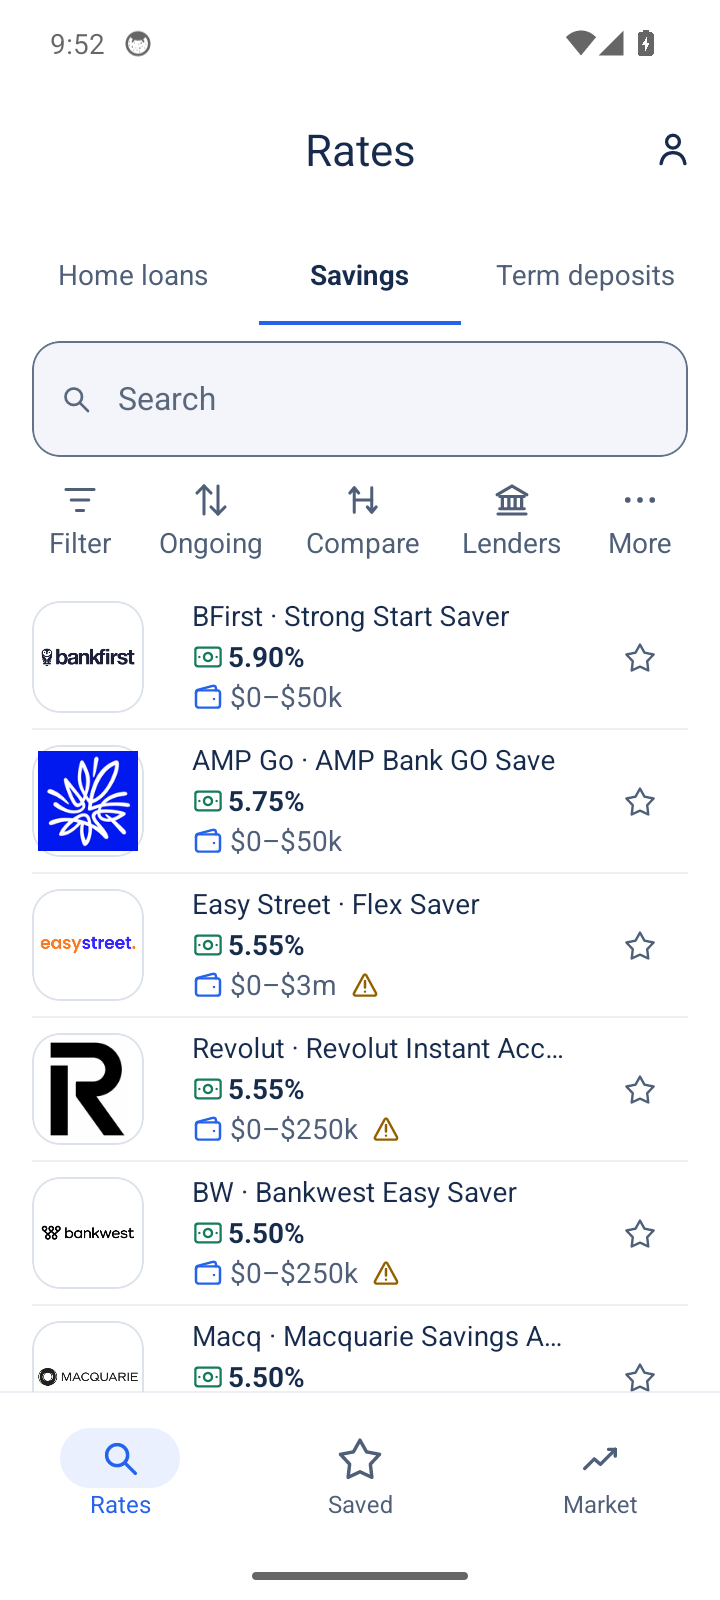 9:52
Rates
Home loans
Savings
Term deposits
Search
Filter
Ongoing
Compare
Lenders
More
bankfirst
BFirst · Strong Start Saver
5.90%
$0–$50k
AMP Go · AMP Bank GO Save
5.75%
$0–$50k
easystreet.
Easy Street · Flex Saver
5.55%
$0–$3m
R
Revolut · Revolut Instant Acc...
5.55%
$0–$250k
bankwest
BW · Bankwest Easy Saver
5.50%
$0–$250k
MACQUARIE
Macq · Macquarie Savings A...
5.50%
Rates
Saved
Market